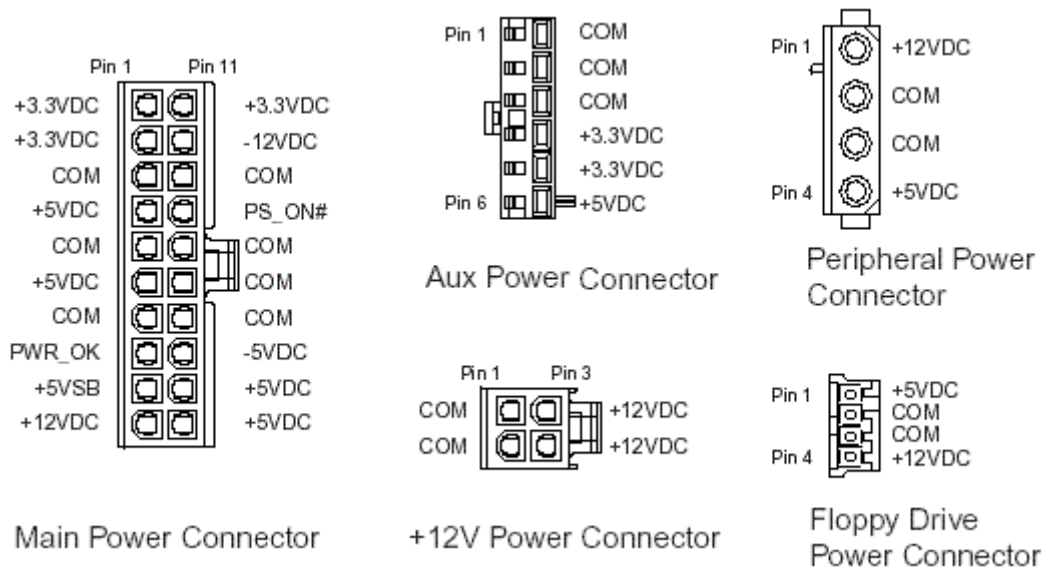 Pin 1 Pin 11
+3.3VDC +3.3VDC
+3.3VDC -12VDC
COM COM
+5VDC PS_ON#
COM COM
+5VDC COM
COM COM
PWR_OK -5VDC
+5VSB +5VDC
+12VDC +5VDC
Main Power Connector
Pin 1 COM
COM
COM
+3.3VDC
+3.3VDC
Pin 6 +5VDC
Aux Power Connector
Pin 1 +12VDC
COM
COM
Pin 4 +5VDC
Peripheral Power
Connector
Pin 1 Pin 3
COM +12VDC
COM +12VDC
+12V Power Connector
Pin 1 +5VDC
COM
COM
Pin 4 +12VDC
Floppy Drive
Power Connector